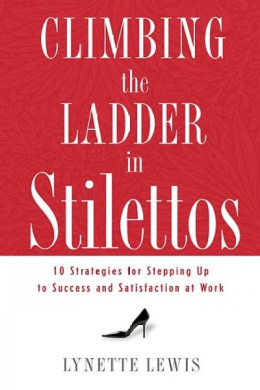 CLIMBING
the
LADDER
in
Stilettos
10 Strategies for Stepping Up
to Success and Satisfaction at Work
LYNETTE LEWIS